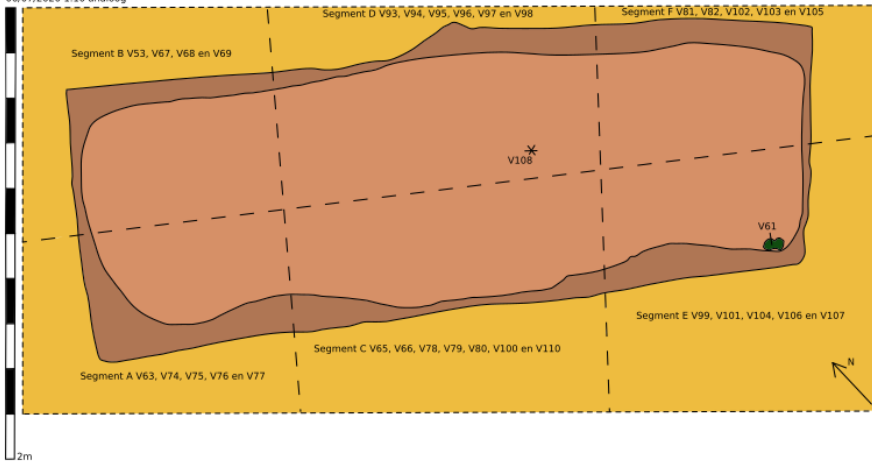 Segment D V93, V94, V95, V96, V97 en V98
Segment F V81, V82, V102, V103 en V105
Segment B V53, V67, V68 en V69
V108
V61
Segment E V99, V101, V104, V106 en V107
Segment C V65, V66, V78, V79, V80, V100 en V110
N
Segment A V63, V74, V75, V76 en V77
2m